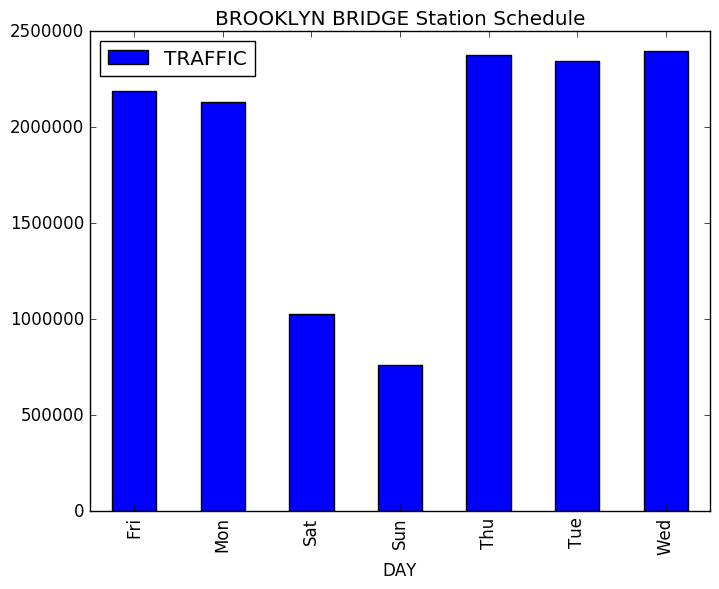 BROOKLYN BRIDGE Station Schedule
TRAFFIC
2500000
2000000
1500000
1000000
500000
0
Fri
Mon
Sat
Sun
Thu
Tue
Wed
DAY